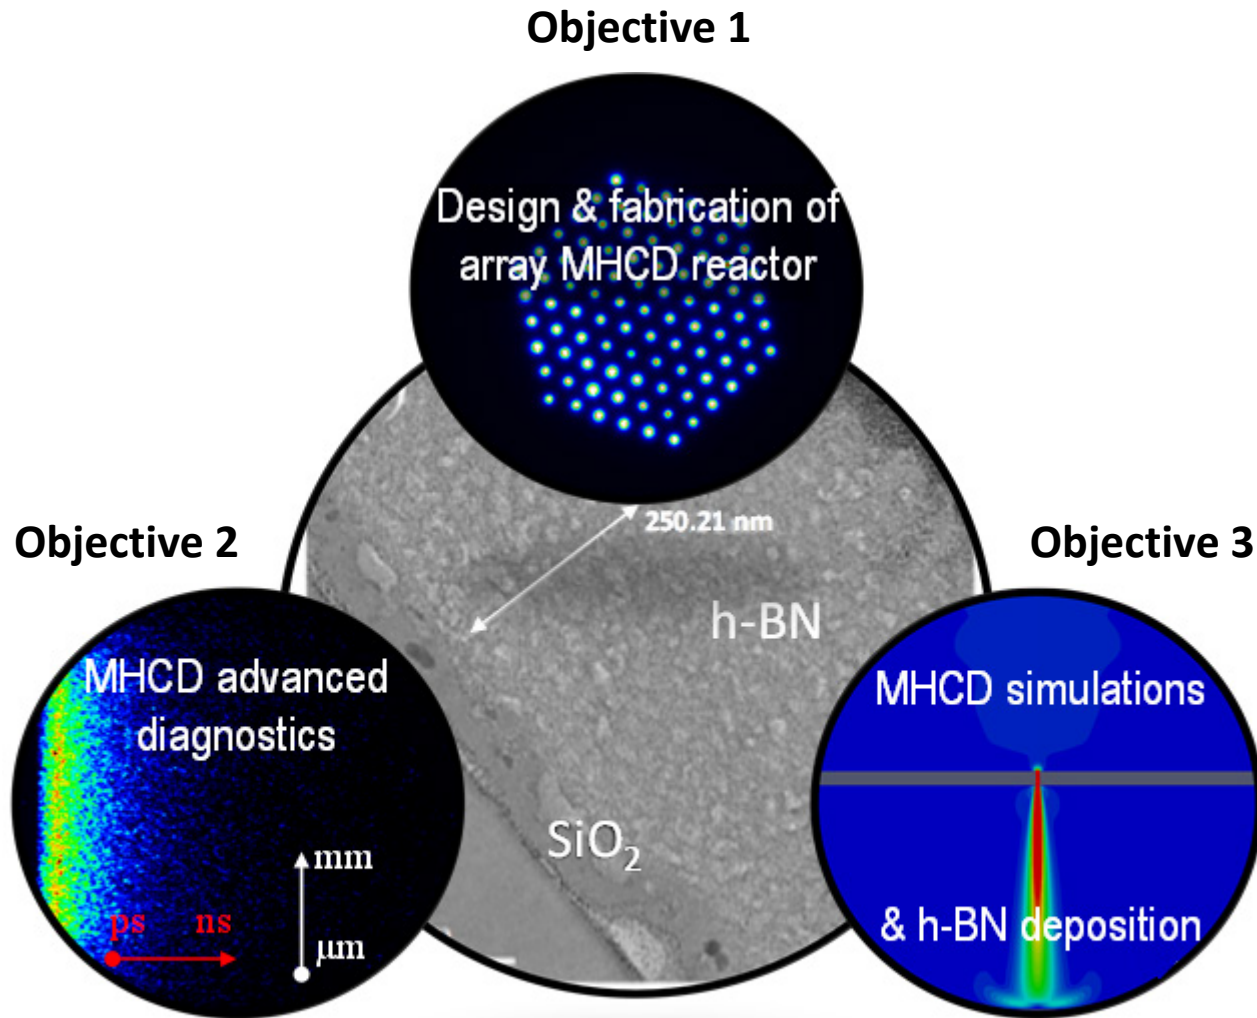 Objective 1
Design & fabrication of
array MHCD reactor
250.21 nm
h-BN
SiO₂
Objective 2
MHCD advanced
diagnostics
mm
μm
ps ns
Objective 3
MHCD simulations
& h-BN deposition